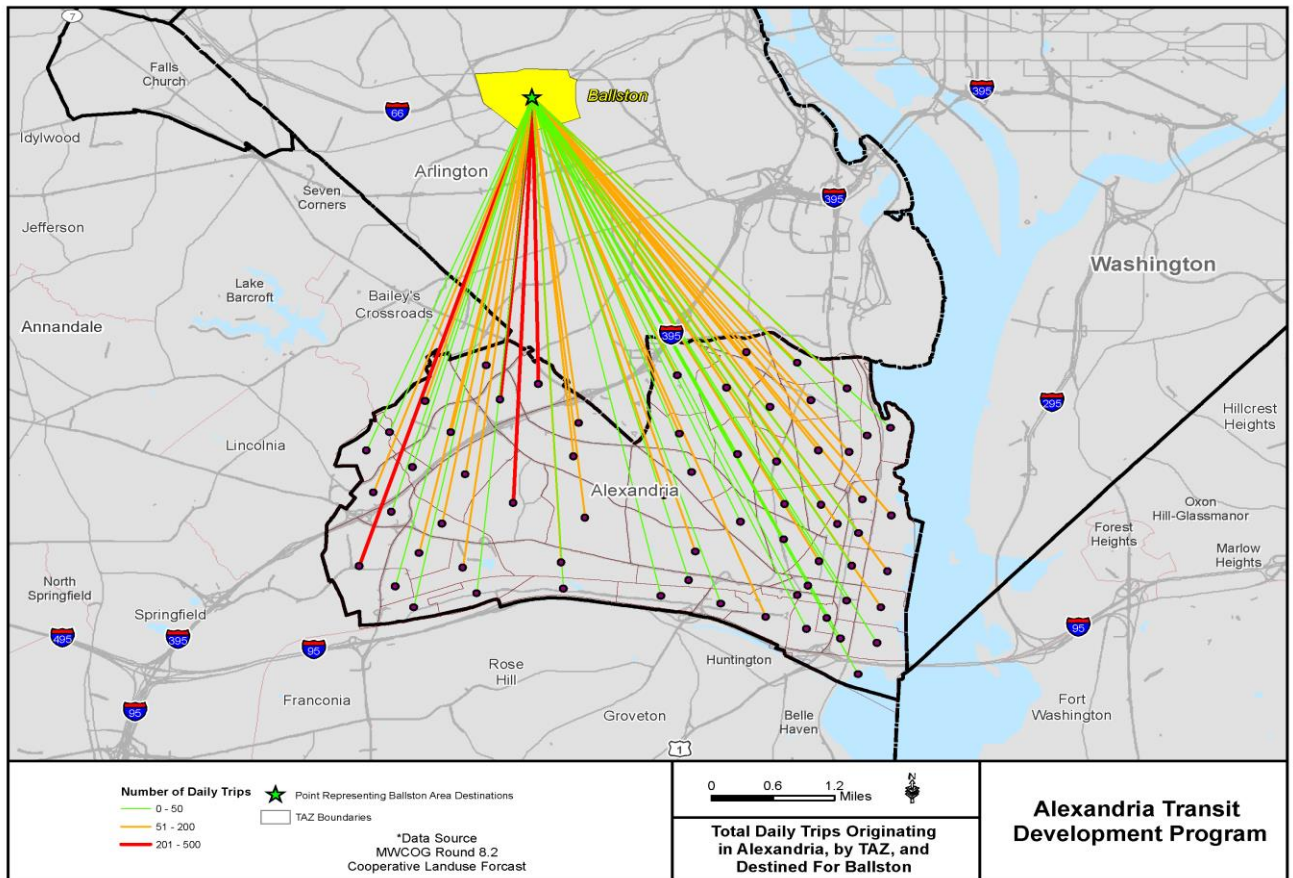 7
Falls
Church
66
Ballston
395
Idylwood
Arlington
Seven
Corners
395
Jefferson
Washington
Lake
Barcroft
Bailey's
Crossroads
Annandale
395
295
Hillcrest
Heights
Lincolnia
Alexandria
Oxon
Hill-Glassmanor
Forest
Heights
Marlow
Heights
North
Springfield
Springfield
495
395
95
95
Huntington
Rose
Hill
Franconia
Fort
Washington
95
Groveton
Belle
Haven
1
Number of Daily Trips
0 - 50
51 - 200
201 - 500
Point Representing Ballston Area Destinations
TAZ Boundaries
*Data Source
MWCOG Round 8.2
Cooperative Landuse Forcast
0 0.6 1.2
Miles
N
Total Daily Trips Originating
in Alexandria, by TAZ, and
Destined For Ballston
Alexandria Transit
Development Program